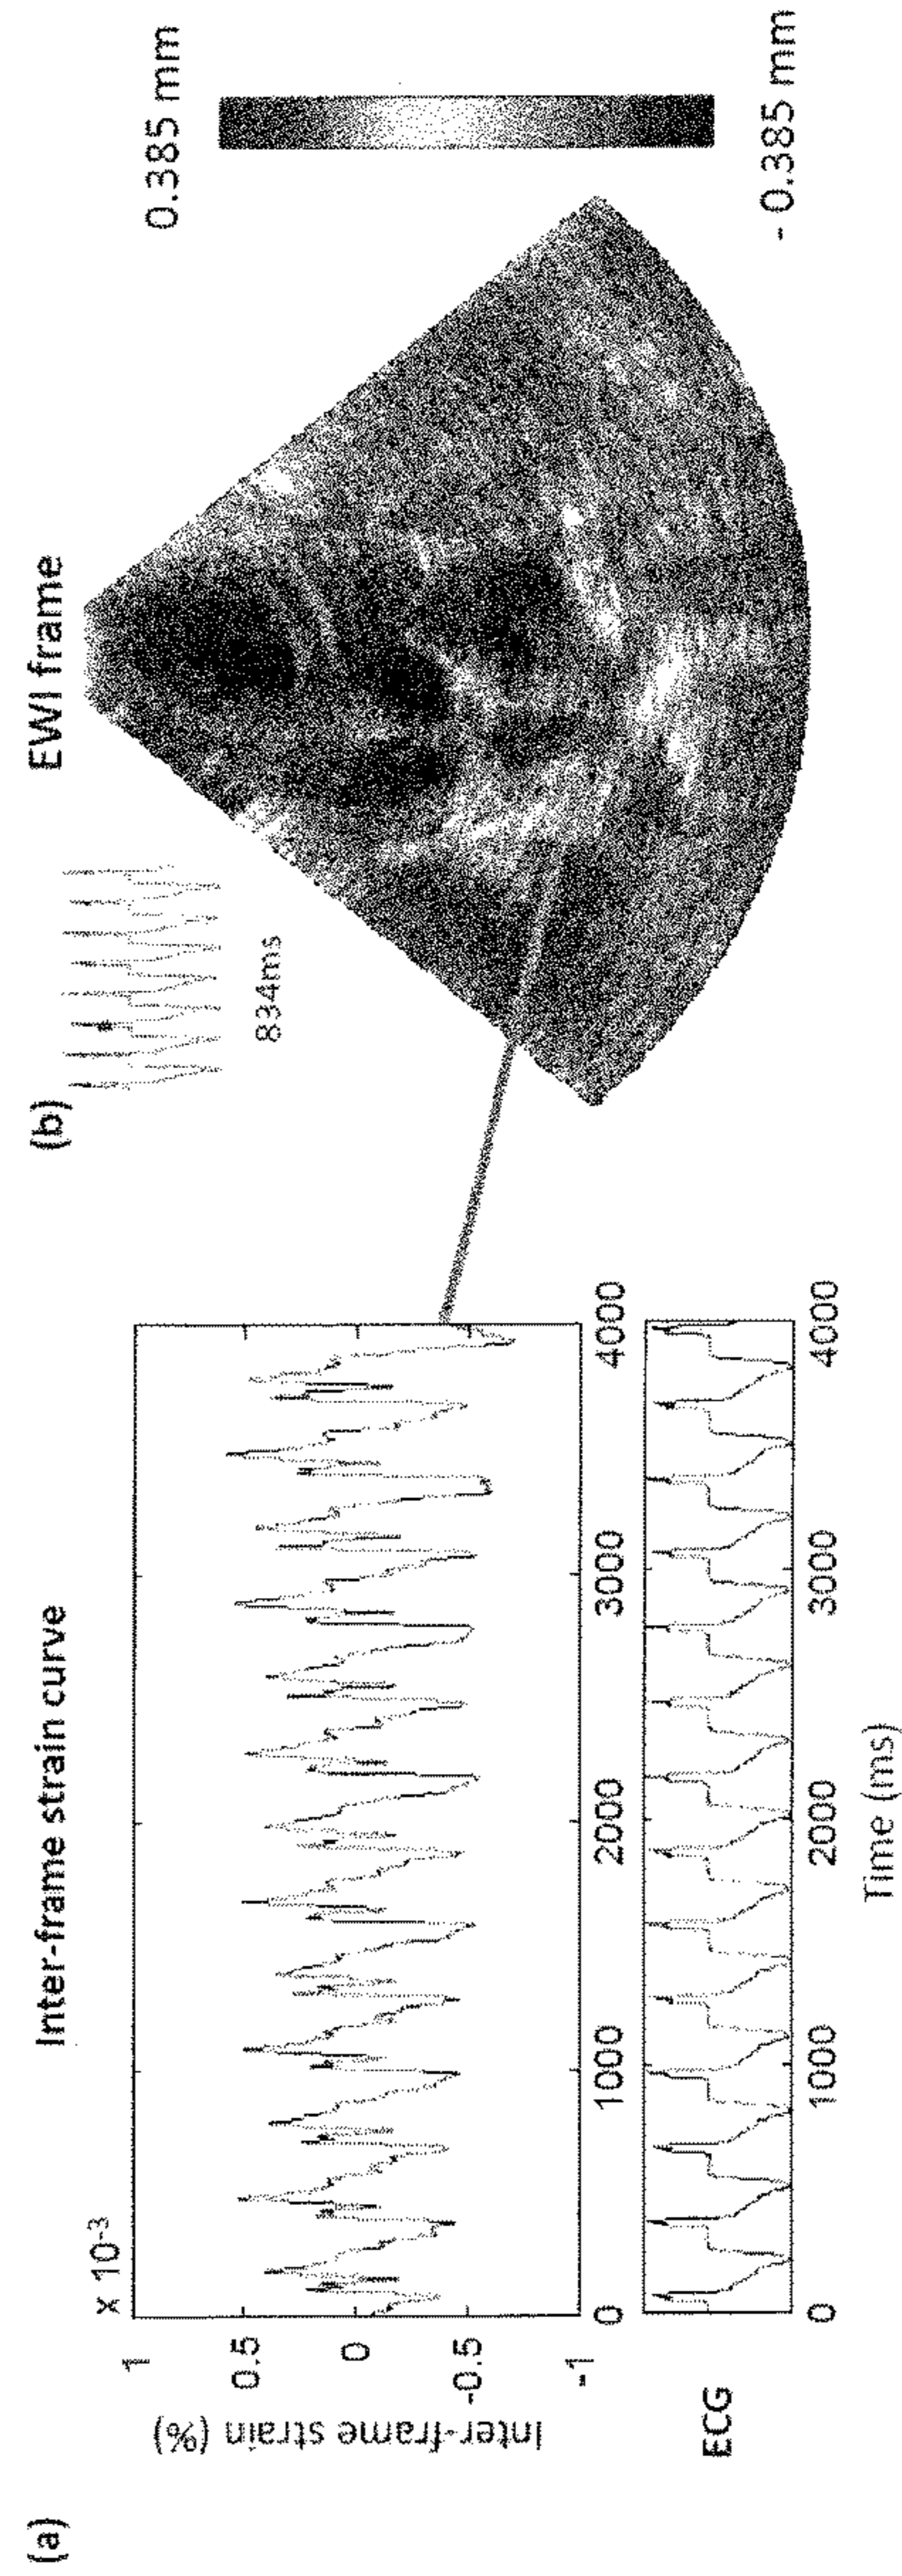 (a)
Inter-frame strain curve
x 10-3
1
0.5
0
-0.5
-1
Inter-frame strain (%)
0 1000 2000 3000 4000
ECG
0 1000 2000 3000 4000
Time (ms)
(b)
EWI frame
834ms
0.385 mm
- 0.385 mm